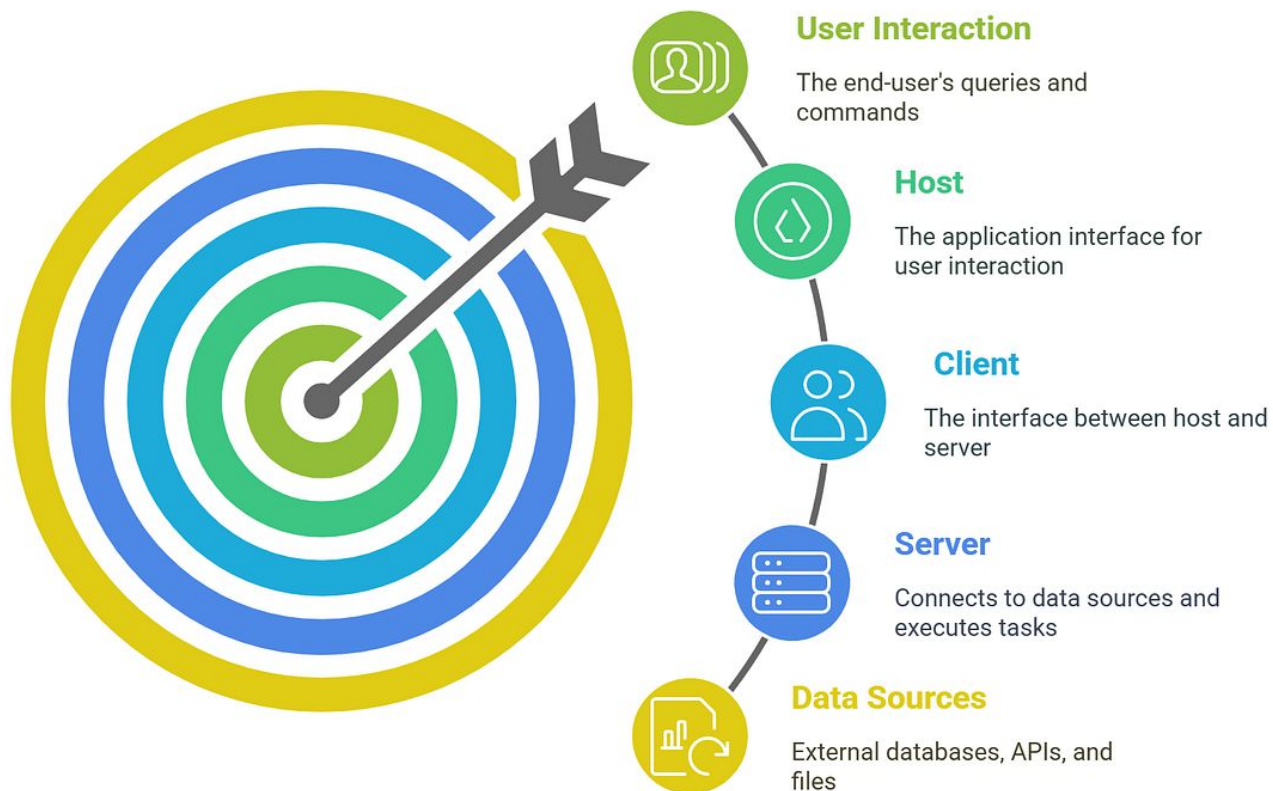 User Interaction
The end-user's queries and
commands
Host
The application interface for
user interaction
Client
The interface between host and
server
Server
Connects to data sources and
executes tasks
Data Sources
External databases, APIs, and
files